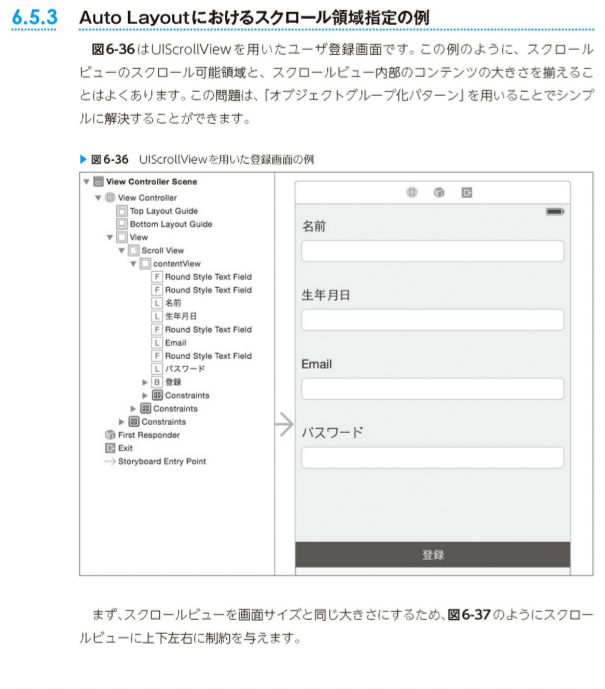 6.5.3 Auto Layoutにおけるスクロール領域指定の例
図6-36はUIScrollViewを用いたユーザ登録画面です。この例のように、スクロール
ビューのスクロール可能領域と、スクロールビュー内部のコンテンツの大きさを揃えるこ
とはよくあります。この問題は、「オブジェクトグループ化パターン」を用いることでシンプ
ルに解決することができます。
▶ 図6-36 UIScrollViewを用いた登録画面の例
▼ View Controller Scene
▼ View Controller
Top Layout Guide
Bottom Layout Guide
▼ View
▼ Scroll View
▼ contentView
F Round Style Text Field
F Round Style Text Field
L 名前
L 生年月日
F Round Style Text Field
L Email
F Round Style Text Field
L パスワード
▶ B 登録
▶ Constraints
▶ Constraints
▶ Constraints
First Responder
Exit
→ Storyboard Entry Point
名前
生年月日
Email
パスワード
登録
まず、スクロールビューを画面サイズと同じ大きさにするため、図6-37のようにスクロー
ルビューに上下左右に制約を与えます。